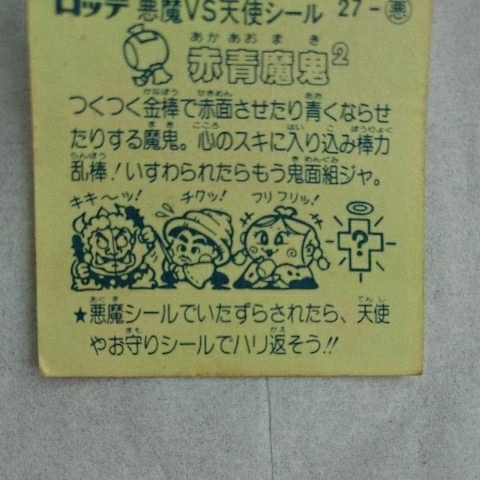 ロッテ 悪魔VS天使シール 27-悪
赤青魔鬼2
つくつく金棒で赤面させたり青くならせ
たりする魔鬼。心のスキに入り込み棒力
乱棒!いすわられたらもう鬼面組ジャ。
キキ〜ッ! チクッ! フリフリッ!
?
★悪魔シールでいたずらされたら、天使
やお守りシールでハリ返そう!!